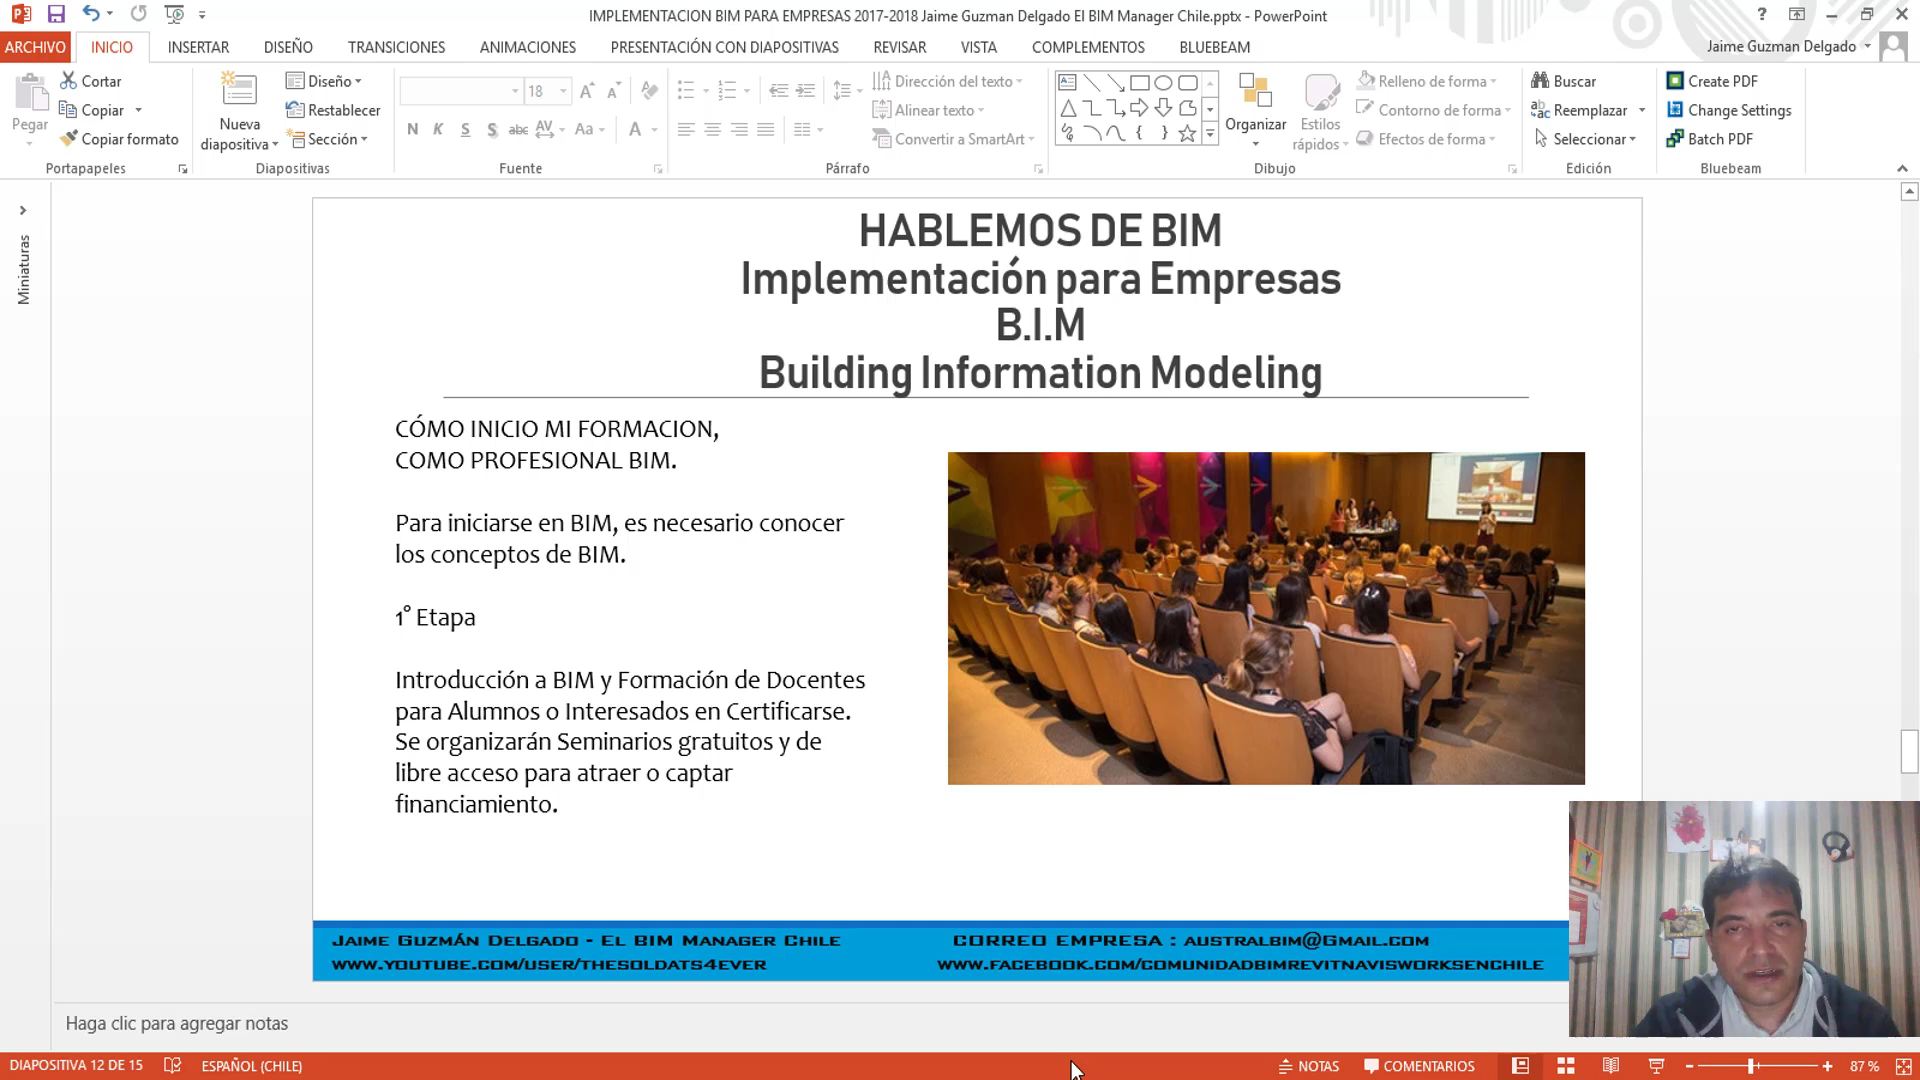 IMPLEMENTACION BIM PARA EMPRESAS 2017-2018 Jaime Guzman Delgado El BIM Manager Chile.pptx - PowerPoint
ARCHIVO INICIO INSERTAR DISEÑO TRANSICIONES ANIMACIONES PRESENTACIÓN CON DIAPOSITIVAS REVISAR VISTA COMPLEMENTOS BLUEBEAM Jaime Guzman Delgado
Cortar Diseño 18 Dirección del texto Relleno de forma Buscar Create PDF
Copiar Restablecer Alinear texto Contorno de forma Reemplazar Change Settings
Pegar Nueva diapositiva Organizar Estilos rápidos
Copiar formato Sección N K S S abc AV Aa A Convertir a SmartArt Efectos de forma Seleccionar Batch PDF
Portapapeles Diapositivas Fuente Párrafo Dibujo Edición Bluebeam
Miniaturas
HABLEMOS DE BIM
Implementación para Empresas
B.I.M
Building Information Modeling
CÓMO INICIO MI FORMACION,
COMO PROFESIONAL BIM.
Para iniciarse en BIM, es necesario conocer
los conceptos de BIM.
1° Etapa
Introducción a BIM y Formación de Docentes
para Alumnos o Interesados en Certificarse.
Se organizarán Seminarios gratuitos y de
libre acceso para atraer o captar
financiamiento.
JAIME GUZMÁN DELGADO - EL BIM MANAGER CHILE CORREO EMPRESA : AUSTRALBIM@GMAIL.COM
WWW.YOUTUBE.COM/USER/THESOLDATS4EVER WWW.FACEBOOK.COM/COMUNIDADBIMREVITNAVISWORKSENCHILE
Haga clic para agregar notas
DIAPOSITIVA 12 DE 15 ESPAÑOL (CHILE) NOTAS COMENTARIOS 87 %